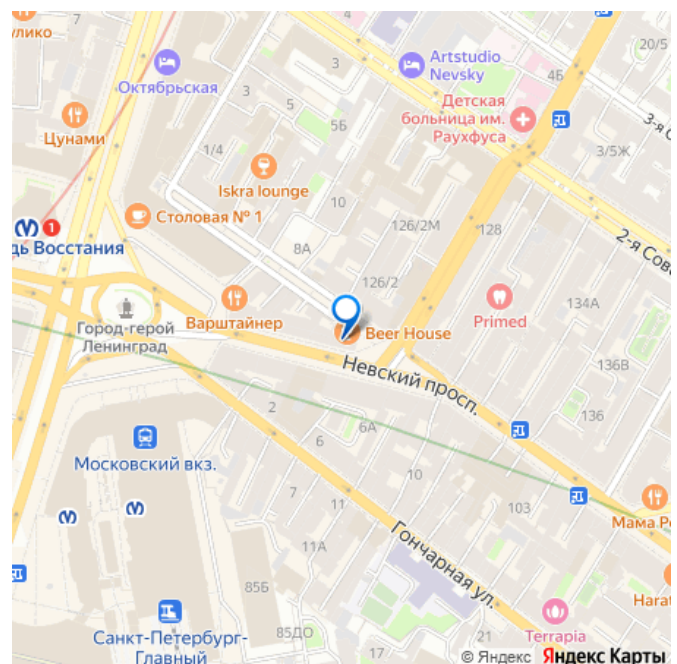 улико
Октябрьская
Цунами
Artstudio
Nevsky
20/5
4Б
3
3
5
5Б
Детская
больница им.
Раухфуса
3-я С
3/5Ж
1/4
Iskra lounge
10
Столовая № 1
126/2М
128
2-я Сове
1
дь Восстания
8А
126/2
134А
Primed
Варштайнер
Город-герой
Ленинград
Beer House
Невский просп.
136В
136
2
6А
6
Московский вкз.
7
10
11
103
Мама Р
11А
Гончарная ул.
85Б
Harat
Санкт-Петербург-
Главный
85ДО
21
Terrapia
17
© Яндекс Яндекс Карты